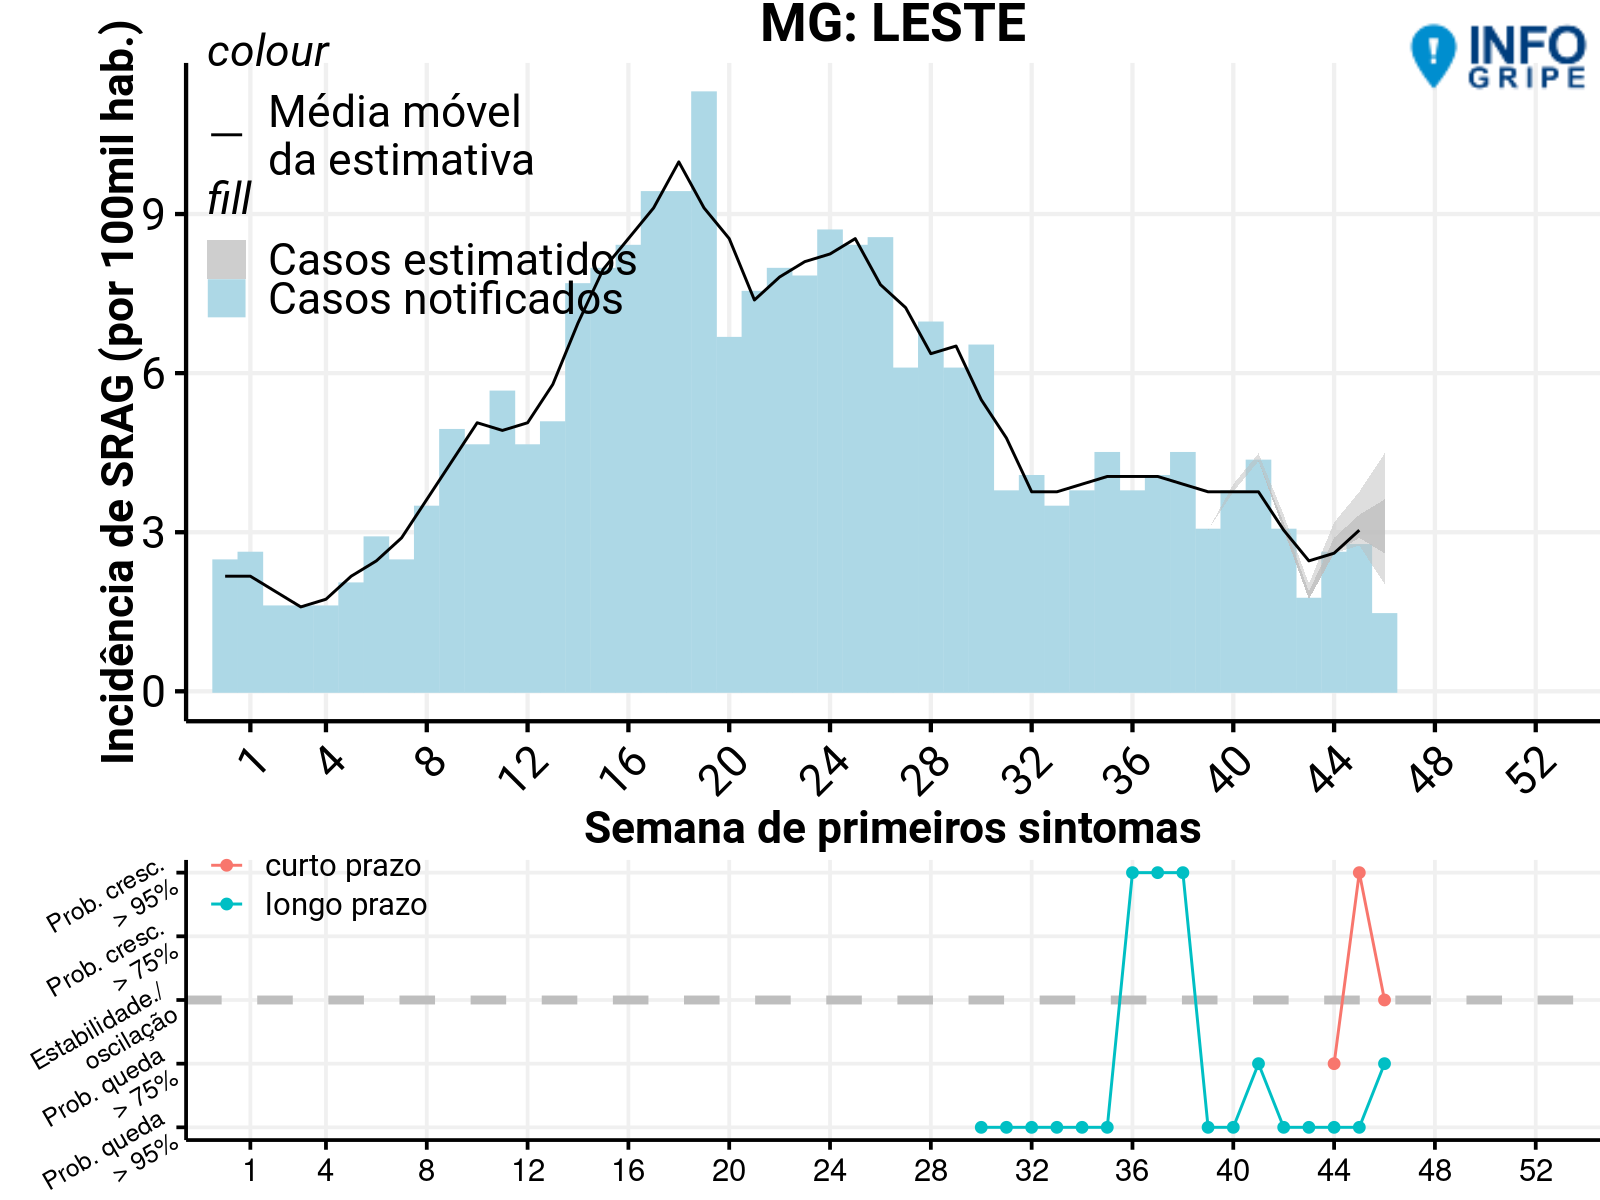 MG: LESTE
INFO
GRIPE
colour
Média móvel
da estimativa
fill
Casos estimatidos
Casos notificados
Incidência de SRAG (por 100mil hab.)
9
6
3
0
1 4 8 12 16 20 24 28 32 36 40 44 48 52
Semana de primeiros sintomas
curto prazo
longo prazo
Prob. cresc.
> 95%
Prob. cresc.
> 75%
Estabilidade./
oscilação
Prob. queda
> 75%
Prob. queda
> 95%
1 4 8 12 16 20 24 28 32 36 40 44 48 52